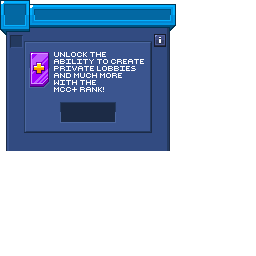 UNLOCK THE
ABILITY TO CREATE
PRIVATE LOBBIES
AND MUCH MORE
WITH THE
MCC+ RANK!
i